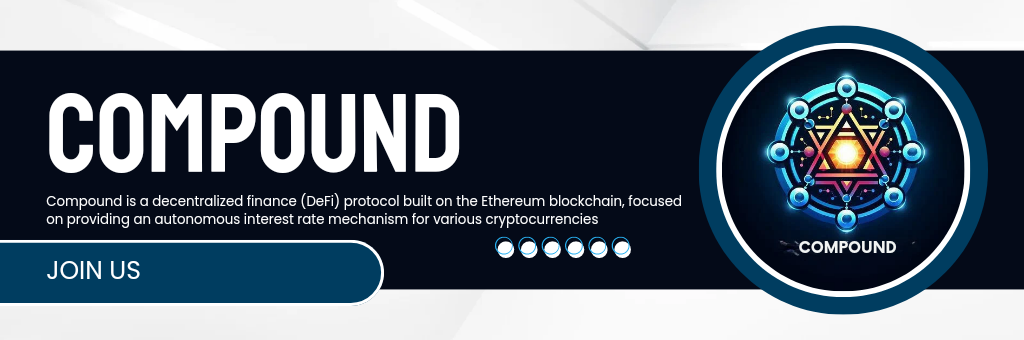 COMPOUND
Compound is a decentralized finance (DeFi) protocol built on the Ethereum blockchain, focused
on providing an autonomous interest rate mechanism for various cryptocurrencies
JOIN US
COMPOUND